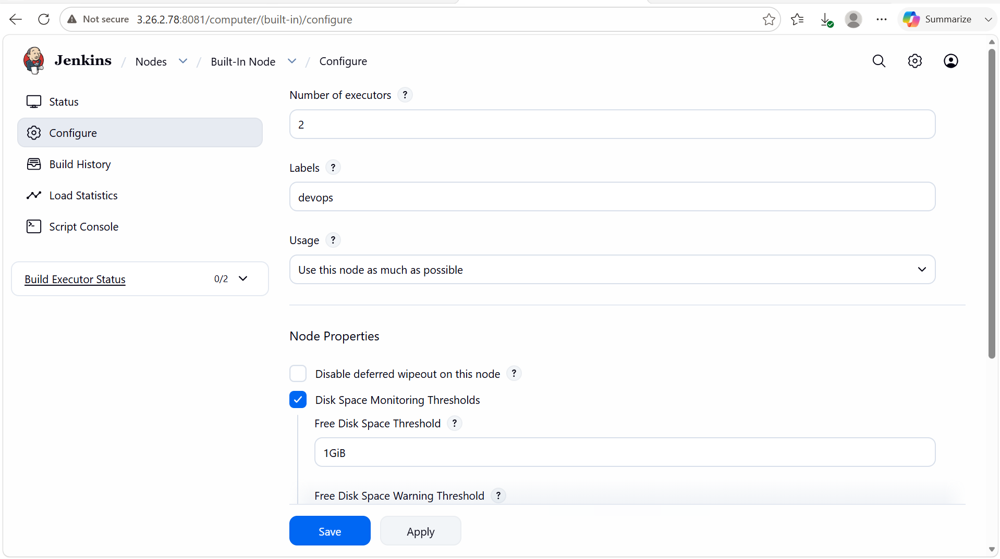 Not secure 3.26.2.78:8081/computer/(built-in)/configure
Summarize
Jenkins / Nodes / Built-In Node / Configure
Status
Configure
Build History
Load Statistics
Script Console
Build Executor Status 0/2
Number of executors ?
2
Labels ?
devops
Usage ?
Use this node as much as possible
Node Properties
Disable deferred wipeout on this node ?
Disk Space Monitoring Thresholds
Free Disk Space Threshold ?
1GiB
Free Disk Space Warning Threshold ?
Save
Apply